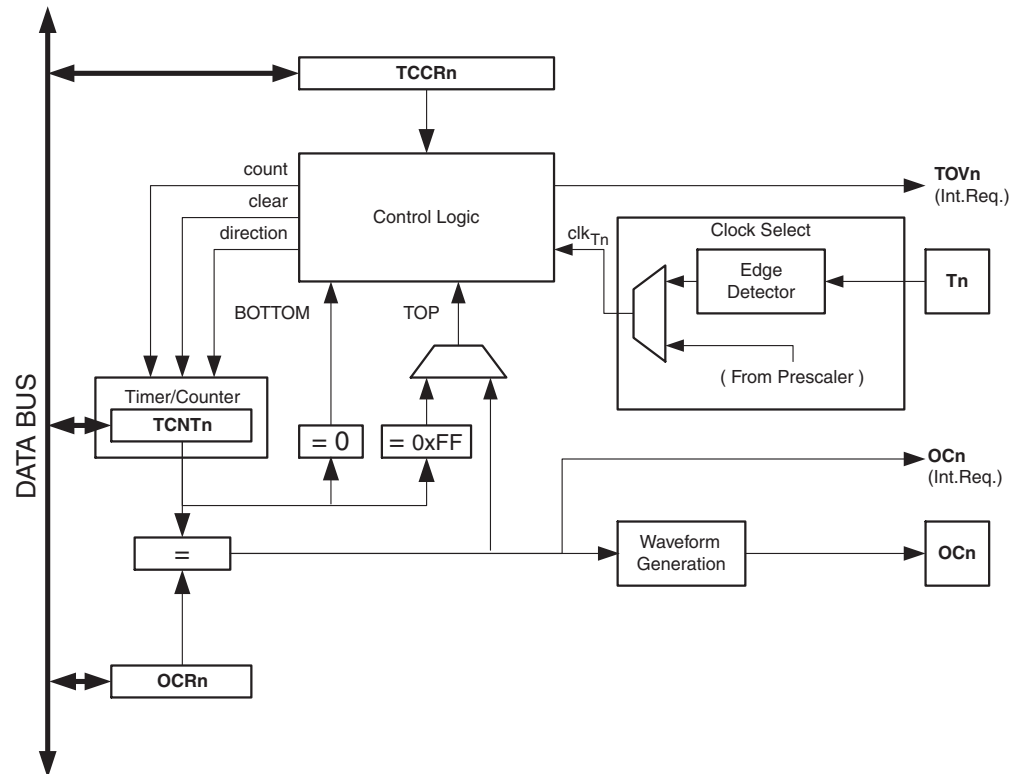 TCCRn
count
clear
direction
Control Logic
TOVn
(Int.Req.)
clk_Tn
Clock Select
Edge
Detector
Tn
( From Prescaler )
BOTTOM
TOP
Timer/Counter
TCNTn
= 0
= 0xFF
DATA BUS
OCn
(Int.Req.)
=
Waveform
Generation
OCn
OCRn